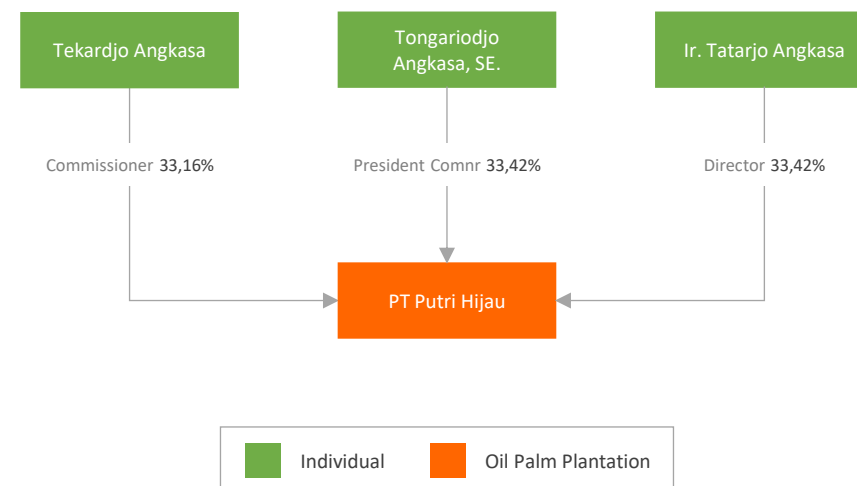 Tekardjo Angkasa
Tongariodjo
Angkasa, SE.
Ir. Tatarjo Angkasa
Commissioner 33,16%
President Comnr 33,42%
Director 33,42%
PT Putri Hijau
Individual
Oil Palm Plantation